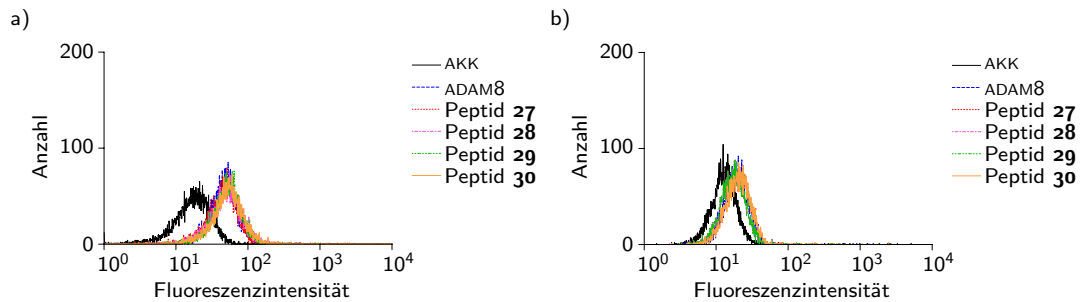 a)
200
100
0
Anzahl
10^0 10^1 10^2 10^3 10^4
Fluoreszenzintensität
AKK
ADAM8
Peptid 27
Peptid 28
Peptid 29
Peptid 30
b)
200
100
0
Anzahl
10^0 10^1 10^2 10^3 10^4
Fluoreszenzintensität
AKK
ADAM8
Peptid 27
Peptid 28
Peptid 29
Peptid 30